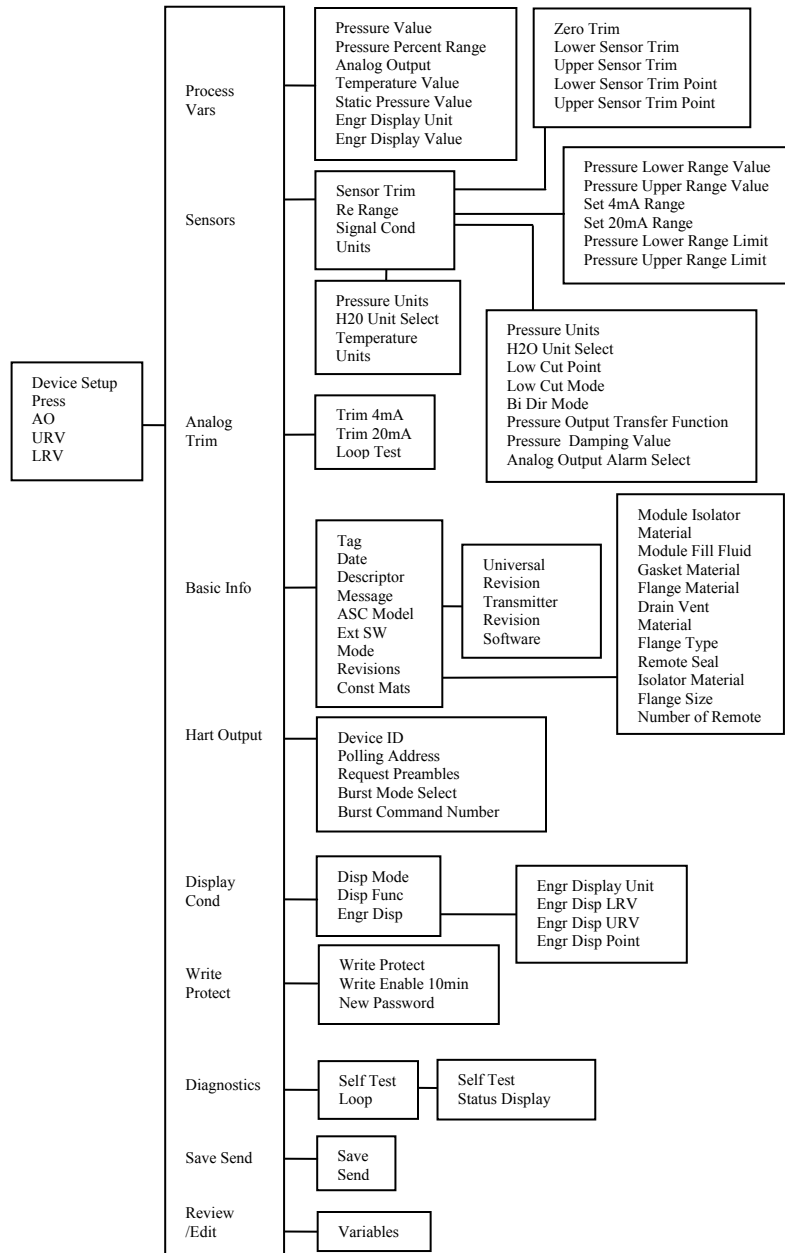 Device Setup
Press
AO
URV
LRV
Process
Vars
Pressure Value
Pressure Percent Range
Analog Output
Temperature Value
Static Pressure Value
Engr Display Unit
Engr Display Value
Sensors
Sensor Trim
Re Range
Signal Cond
Units
Zero Trim
Lower Sensor Trim
Upper Sensor Trim
Lower Sensor Trim Point
Upper Sensor Trim Point
Pressure Lower Range Value
Pressure Upper Range Value
Set 4mA Range
Set 20mA Range
Pressure Lower Range Limit
Pressure Upper Range Limit
Pressure Units
H20 Unit Select
Temperature
Units
Pressure Units
H2O Unit Select
Low Cut Point
Low Cut Mode
Bi Dir Mode
Pressure Output Transfer Function
Pressure Damping Value
Analog Output Alarm Select
Analog
Trim
Trim 4mA
Trim 20mA
Loop Test
Basic Info
Tag
Date
Descriptor
Message
ASC Model
Ext SW
Mode
Revisions
Const Mats
Universal
Revision
Transmitter
Revision
Software
Module Isolator
Material
Module Fill Fluid
Gasket Material
Flange Material
Drain Vent
Material
Flange Type
Remote Seal
Isolator Material
Flange Size
Number of Remote
Hart Output
Device ID
Polling Address
Request Preambles
Burst Mode Select
Burst Command Number
Display
Cond
Disp Mode
Disp Func
Engr Disp
Engr Display Unit
Engr Disp LRV
Engr Disp URV
Engr Disp Point
Write
Protect
Write Protect
Write Enable 10min
New Password
Diagnostics
Self Test
Loop
Self Test
Status Display
Save Send
Save
Send
Review
/Edit
Variables